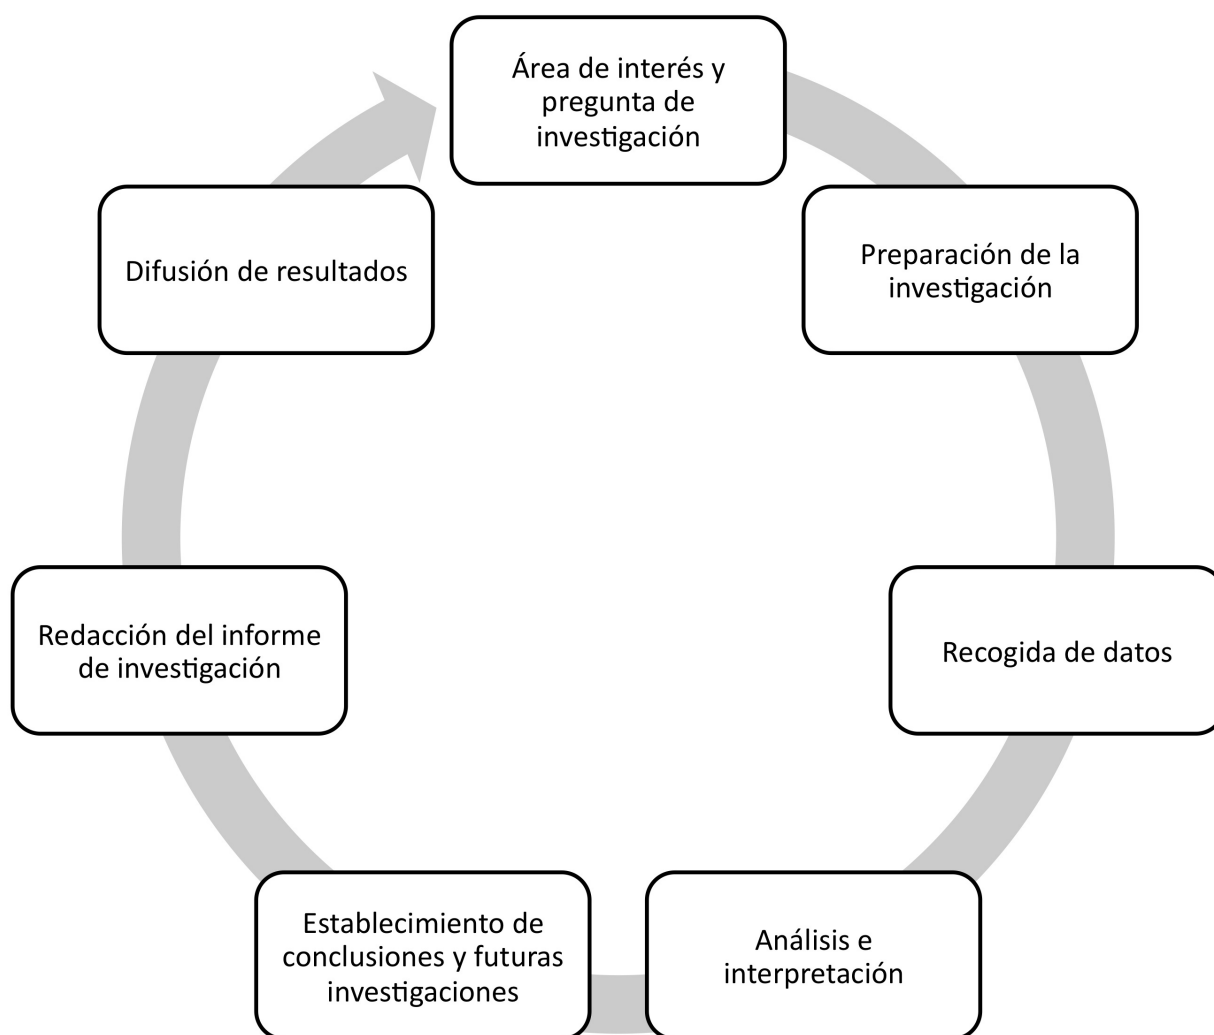 Área de interés y
pregunta de
investigación
Preparación de la
investigación
Recogida de datos
Análisis e
interpretación
Establecimiento de
conclusiones y futuras
investigaciones
Redacción del informe
de investigación
Difusión de resultados